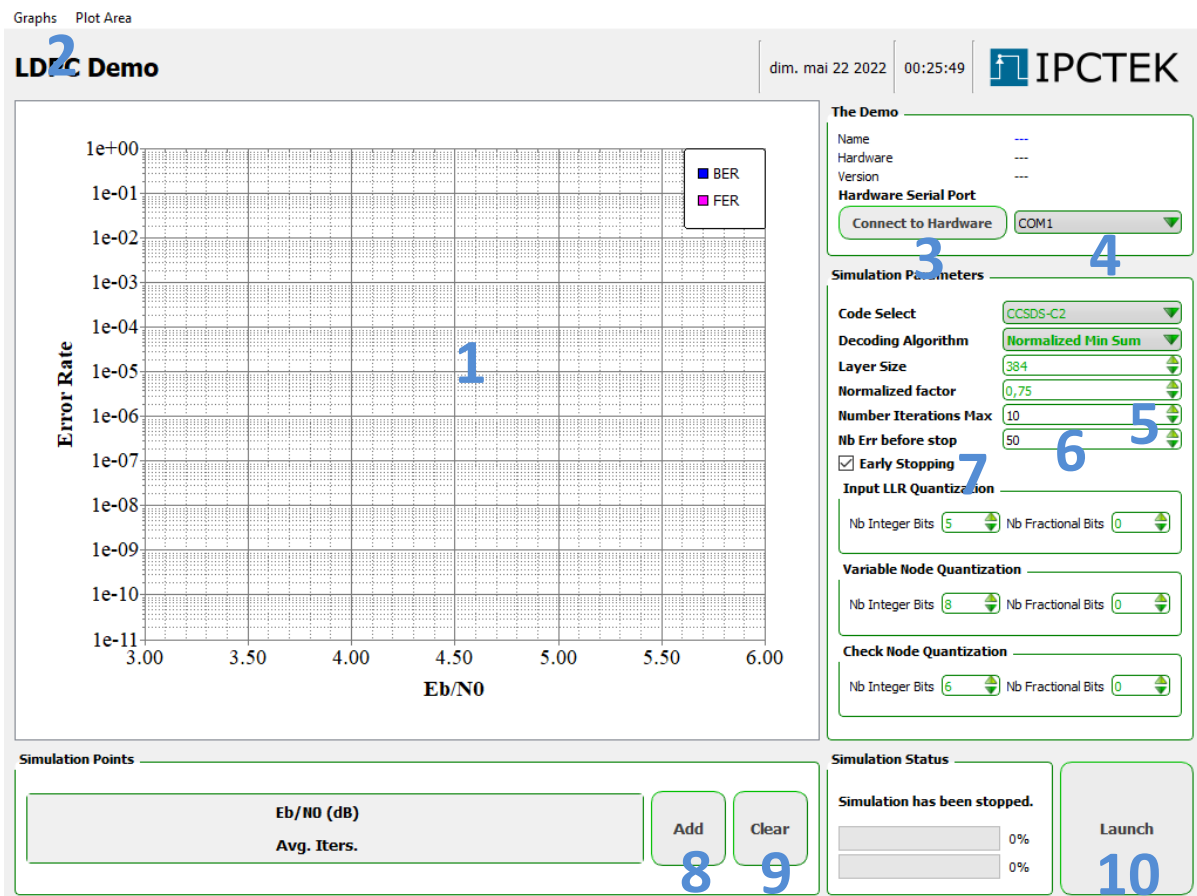 Graphs Plot Area
2
LDPC Demo
dim. mai 22 2022 00:25:49 IPCTEK
1e+00
1e-01
1e-02
1e-03
1e-04
1e-05
1e-06
1e-07
1e-08
1e-09
1e-10
1e-11
Error Rate
3.00 3.50 4.00 4.50 5.00 5.50 6.00
Eb/N0
BER
FER
1
The Demo
Name ---
Hardware ---
Version ---
Hardware Serial Port
Connect to Hardware COM1
3 4
Simulation Parameters
Code Select CCSDS-C2
Decoding Algorithm Normalized Min Sum
Layer Size 384
Normalized factor 0,75
Number Iterations Max 10 5
Nb Err before stop 50 6
Early Stopping 7
Input LLR Quantization
Nb Integer Bits 5 Nb Fractional Bits 0
Variable Node Quantization
Nb Integer Bits 8 Nb Fractional Bits 0
Check Node Quantization
Nb Integer Bits 6 Nb Fractional Bits 0
Simulation Points
Eb/N0 (dB)
Avg. Iters.
Add Clear
8 9
Simulation Status
Simulation has been stopped.
0%
0%
Launch
10